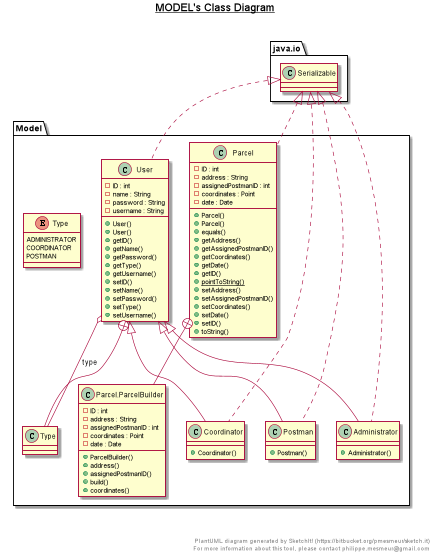 MODEL's Class Diagram
java.io
C Serializable
Model
C User
ID : int
name : String
password : String
username : String
User()
User()
getID()
getName()
getPassword()
getType()
getUsername()
setID()
setName()
setPassword()
setType()
setUsername()
C Parcel
ID : int
address : String
assignedPostmanID : int
coordinates : Point
date : Date
Parcel()
Parcel()
equals()
getAddress()
getAssignedPostmanID()
getCoordinates()
getDate()
getID()
pointToString()
setAddress()
setAssignedPostmanID()
setCoordinates()
setDate()
setID()
toString()
E Type
ADMINISTRATOR
COORDINATOR
POSTMAN
type
C Type
C Parcel.ParcelBuilder
ID : int
address : String
assignedPostmanID : int
coordinates : Point
date : Date
ParcelBuilder()
address()
assignedPostmanID()
build()
coordinates()
C Coordinator
Coordinator()
C Postman
Postman()
C Administrator
Administrator()
PlantUML diagram generated by SketchIt! (https://bitbucket.org/pmesmeur/sketch.it)
For more information about this tool, please contact philippe.mesmeur@gmail.com